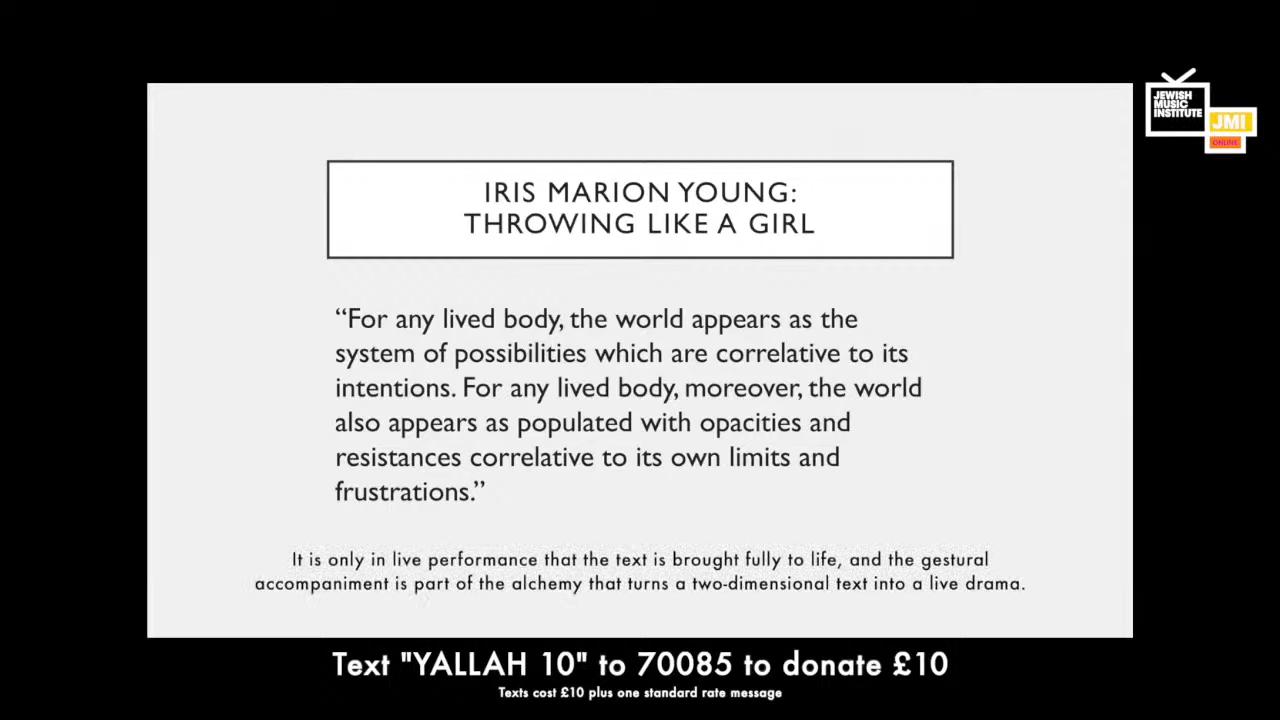 JEWISH
MUSIC
INSTITUTE
JMI
ONLINE
IRIS MARION YOUNG:
THROWING LIKE A GIRL
“For any lived body, the world appears as the
system of possibilities which are correlative to its
intentions. For any lived body, moreover, the world
also appears as populated with opacities and
resistances correlative to its own limits and
frustrations.”
It is only in live performance that the text is brought fully to life, and the gestural
accompaniment is part of the alchemy that turns a two-dimensional text into a live drama.
Text "YALLAH 10" to 70085 to donate £10
Texts cost £10 plus one standard rate message